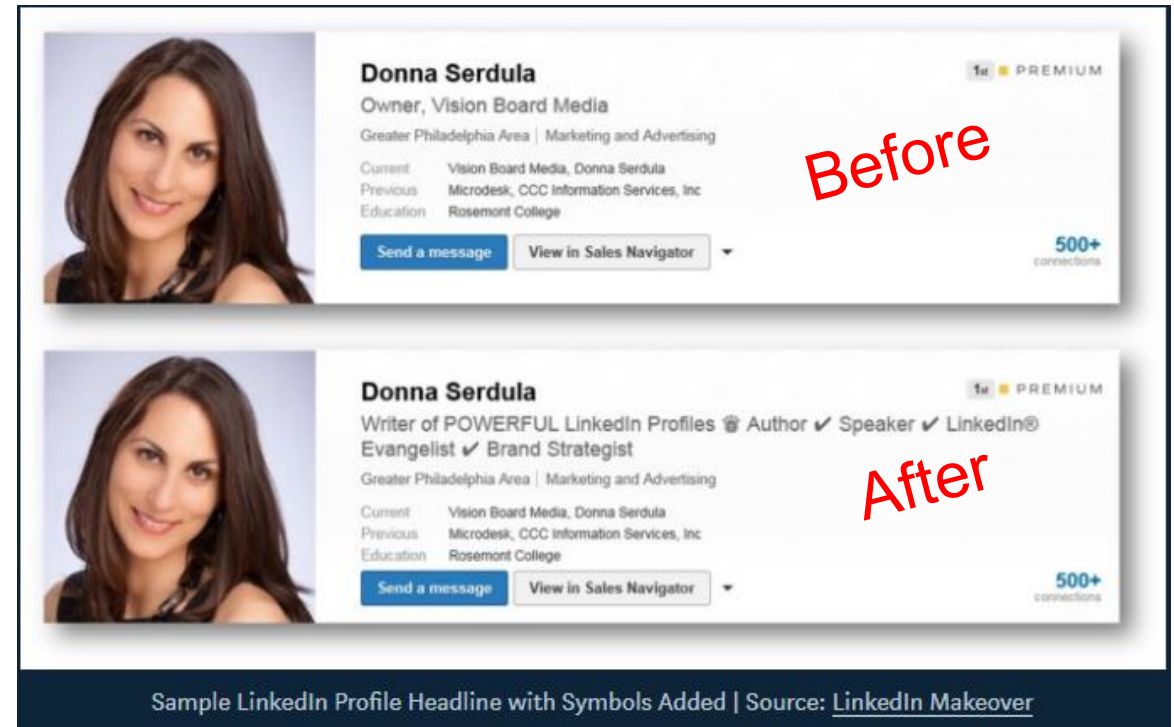 Donna Serdula
1st PREMIUM
Owner, Vision Board Media
Greater Philadelphia Area | Marketing and Advertising
Before
Current Vision Board Media, Donna Serdula
Previous Microdesk, CCC Information Services, Inc
Education Rosemont College
Send a message View in Sales Navigator
500+
connections
Donna Serdula
1st PREMIUM
Writer of POWERFUL LinkedIn Profiles ♕ Author ✔ Speaker ✔ LinkedIn®
Evangelist ✔ Brand Strategist
Greater Philadelphia Area | Marketing and Advertising
After
Current Vision Board Media, Donna Serdula
Previous Microdesk, CCC Information Services, Inc
Education Rosemont College
Send a message View in Sales Navigator
500+
connections
Sample LinkedIn Profile Headline with Symbols Added | Source: LinkedIn Makeover